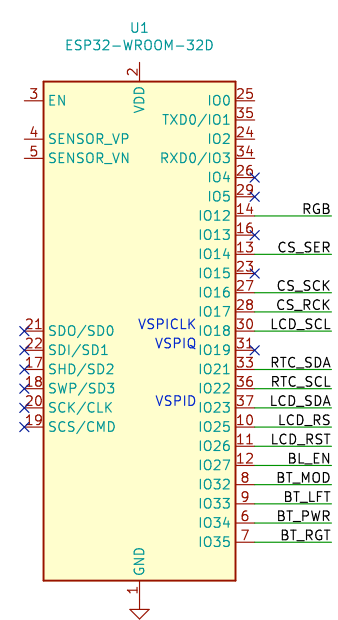 U1
ESP32-WROOM-32D
2
VDD
3 EN IO0 25
TXD0/IO1 35
4 SENSOR_VP IO2 24
5 SENSOR_VN RXD0/IO3 34
IO4 26
IO5 29
IO12 14 RGB
IO13 16
IO14 13 CS_SER
IO15 23
IO16 27 CS_SCK
IO17 28 CS_RCK
21 SDO/SD0 VSPICLK IO18 30 LCD_SCL
22 SDI/SD1 VSPIQ IO19 31
17 SHD/SD2 IO21 33 RTC_SDA
18 SWP/SD3 IO22 36 RTC_SCL
20 SCK/CLK VSPID IO23 37 LCD_SDA
19 SCS/CMD IO25 10 LCD_RS
IO26 11 LCD_RST
IO27 12 BL_EN
IO32 8 BT_MOD
IO33 9 BT_LFT
IO34 6 BT_PWR
IO35 7 BT_RGT
GND
1